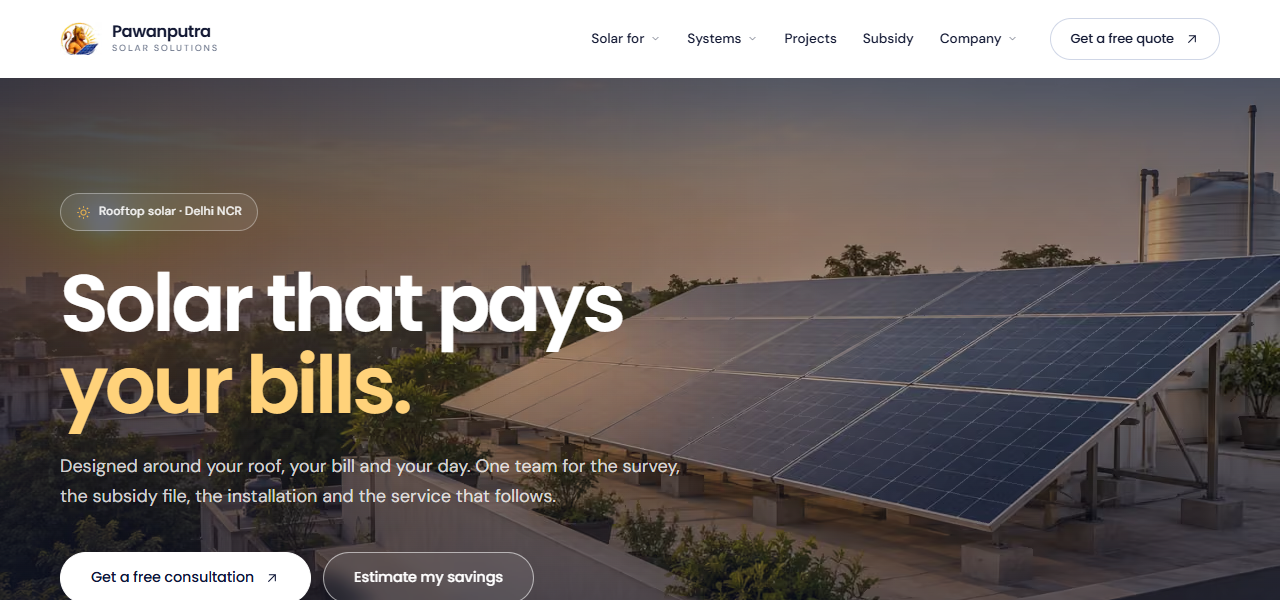 Pawanputra
SOLAR SOLUTIONS
Solar for
Systems
Projects
Subsidy
Company
Get a free quote
Rooftop solar · Delhi NCR
Solar that pays
your bills.
Designed around your roof, your bill and your day. One team for the survey,
the subsidy file, the installation and the service that follows.
Get a free consultation
Estimate my savings